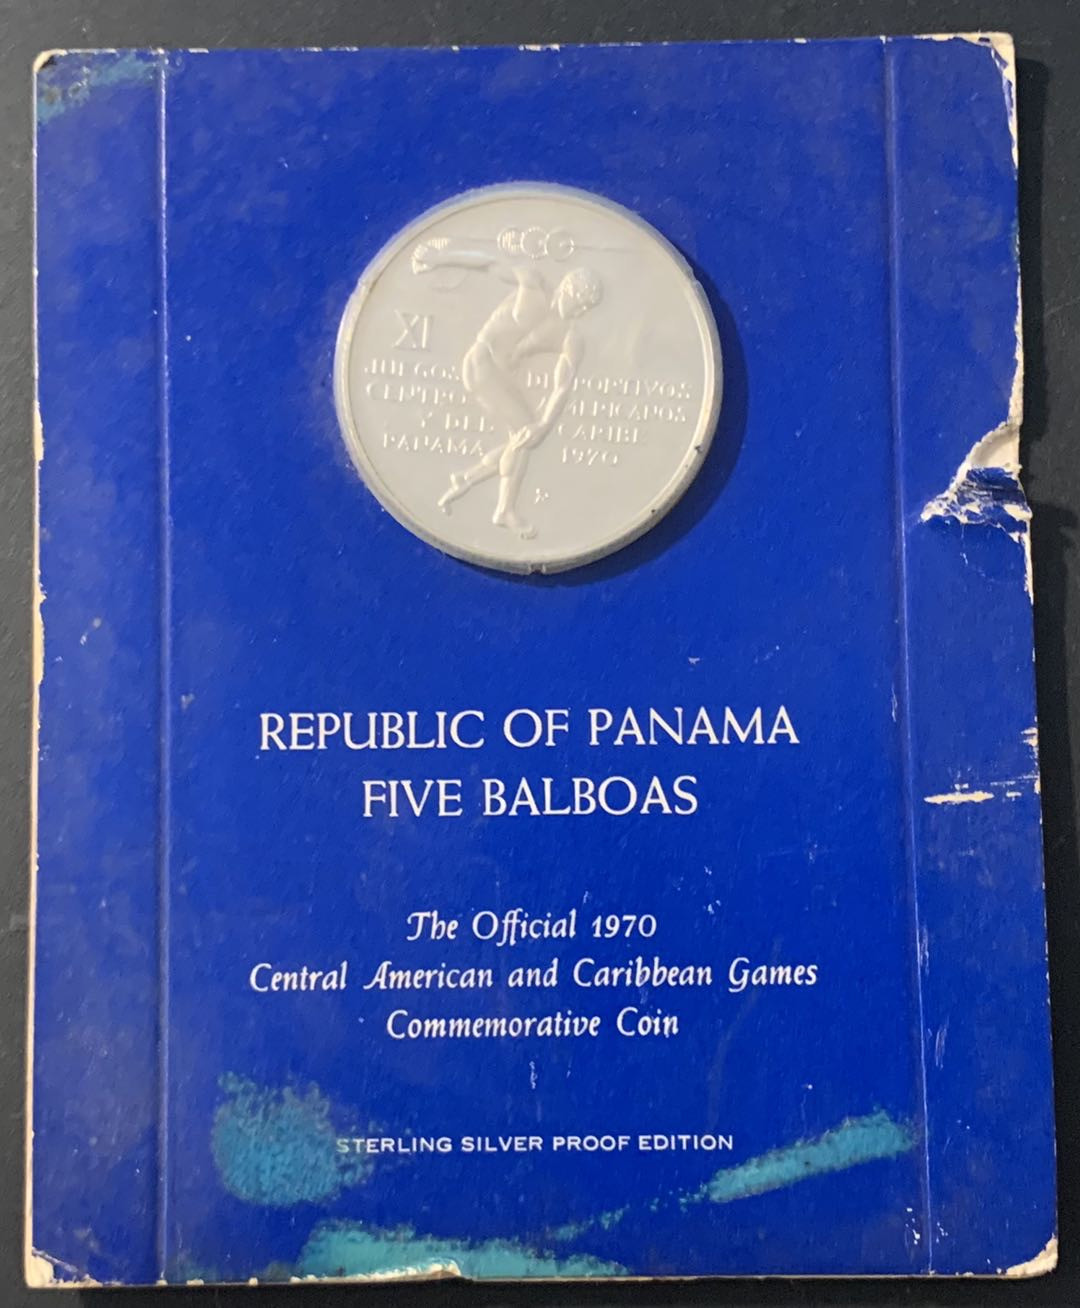 XI
JUEGOS DEPORTIVOS
CENTRO AMERICANOS
Y DEL CARIBE
PANAMA 1970
REPUBLIC OF PANAMA
FIVE BALBOAS
The Official 1970
Central American and Caribbean Games
Commemorative Coin
STERLING SILVER PROOF EDITION